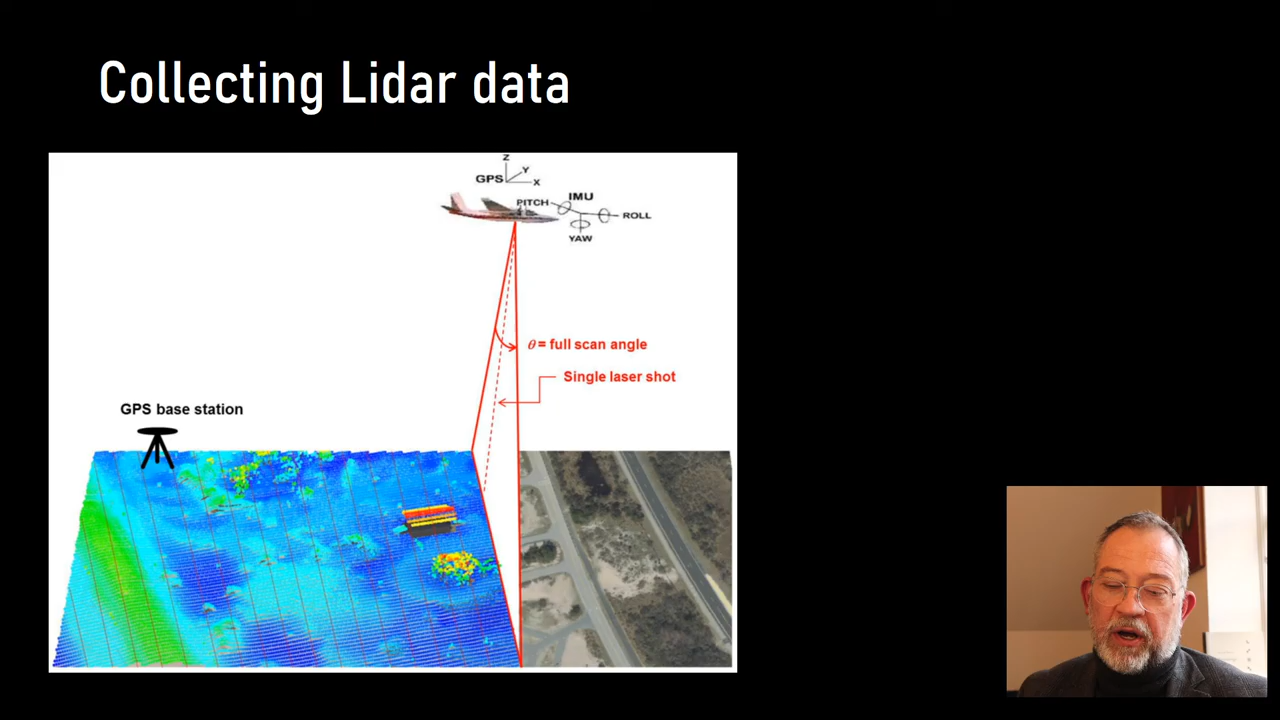 Collecting Lidar data
Z
Y
GPS
X
IMU
PITCH
ROLL
YAW
θ = full scan angle
Single laser shot
GPS base station